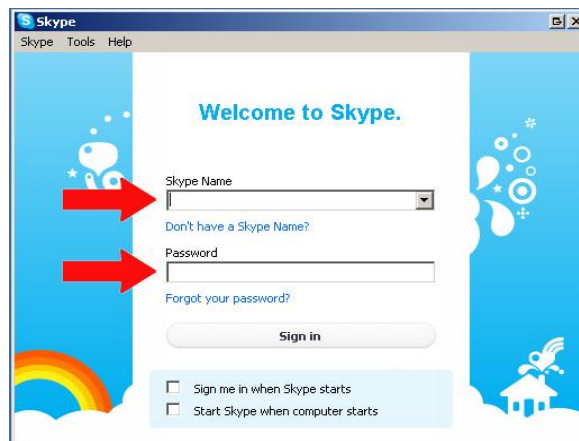 Skype
Skype Tools Help
Welcome to Skype.
Skype Name
Don't have a Skype Name?
Password
Forgot your password?
Sign in
Sign me in when Skype starts
Start Skype when computer starts